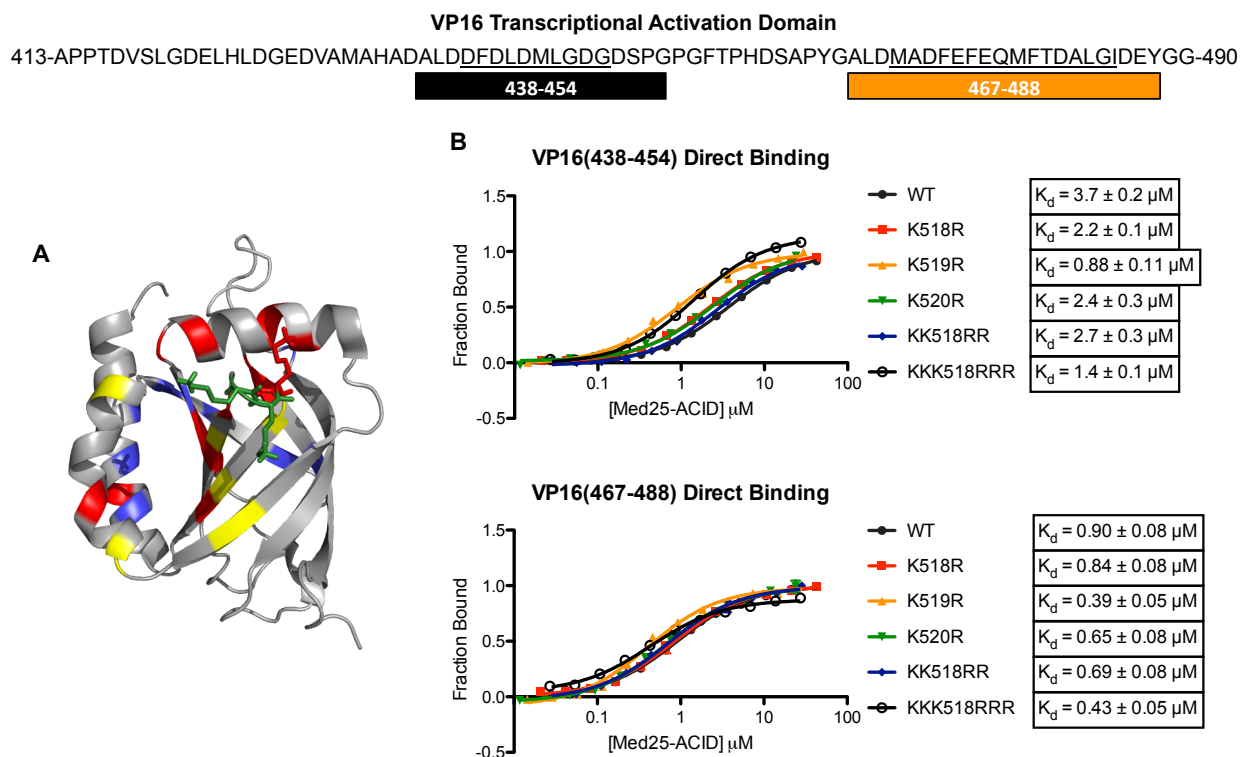 VP16 Transcriptional Activation Domain
413-APPTDVSLGDELHLDGEDVAMAHADALDDFDLDMLGDGDSPGPGFTPHDSAPYGALDMADFEFEQMFTDALGIDEYGG-490
438-454
467-488
A
B
VP16(438-454) Direct Binding
1.5
1.0
0.5
0.0
-0.5
0.1
1
10
100
Fraction Bound
[Med25-ACID] µM
WT
K518R
K519R
K520R
KK518RR
KKK518RRR
Kd = 3.7 ± 0.2 µM
Kd = 2.2 ± 0.1 µM
Kd = 0.88 ± 0.11 µM
Kd = 2.4 ± 0.3 µM
Kd = 2.7 ± 0.3 µM
Kd = 1.4 ± 0.1 µM
VP16(467-488) Direct Binding
1.5
1.0
0.5
0.0
-0.5
0.1
1
10
100
Fraction Bound
[Med25-ACID] µM
WT
K518R
K519R
K520R
KK518RR
KKK518RRR
Kd = 0.90 ± 0.08 µM
Kd = 0.84 ± 0.08 µM
Kd = 0.39 ± 0.05 µM
Kd = 0.65 ± 0.08 µM
Kd = 0.69 ± 0.08 µM
Kd = 0.43 ± 0.05 µM